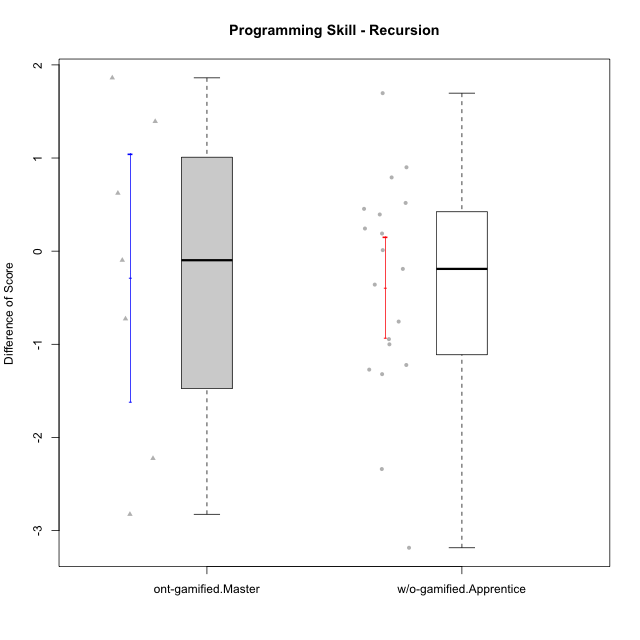 Programming Skill - Recursion
Difference of Score
2
1
0
-1
-2
-3
ont-gamified.Master
w/o-gamified.Apprentice